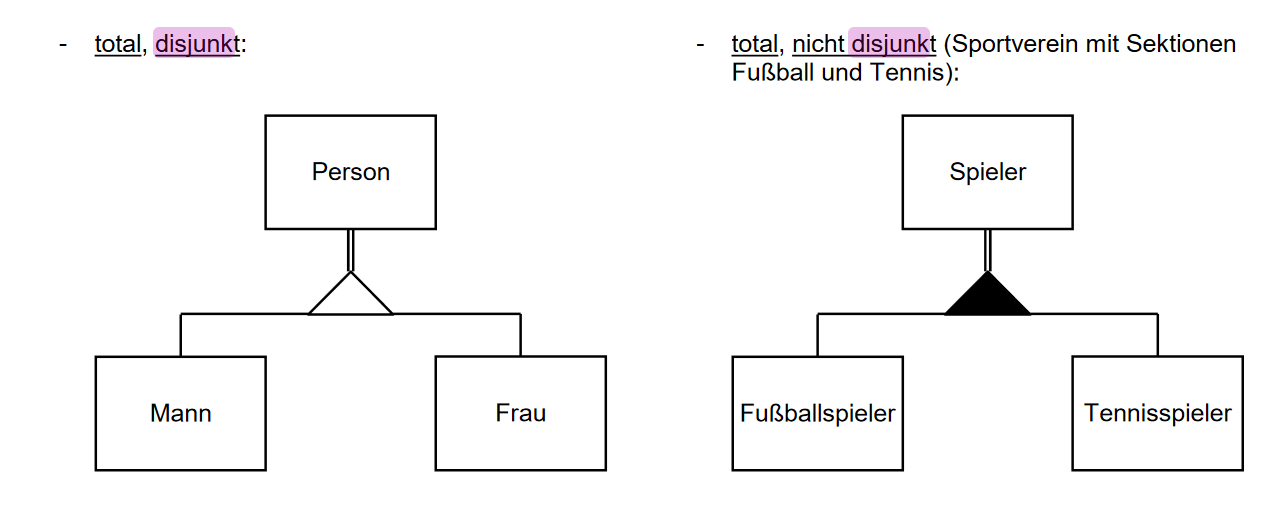 - total, disjunkt:
Person
Mann
Frau
- total, nicht disjunkt (Sportverein mit Sektionen
Fußball und Tennis):
Spieler
Fußballspieler
Tennisspieler